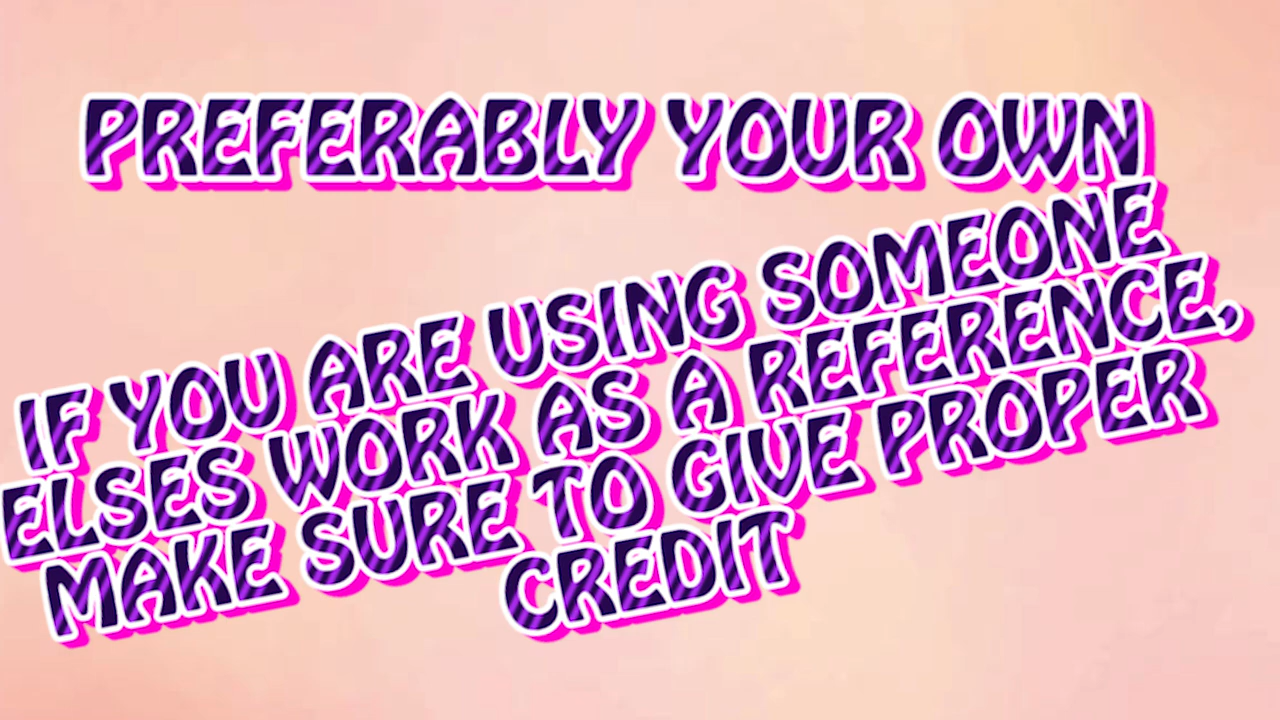 PREFERABLY YOUR OWN
IF YOU ARE USING SOMEONE
ELSES WORK AS A REFERENCE,
MAKE SURE TO GIVE PROPER
CREDIT